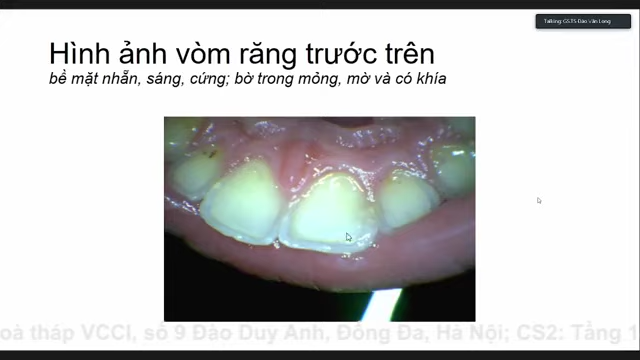 Talking: GS.TS Đào Văn Long
Hình ảnh vòm răng trước trên
bề mặt nhẵn, sáng, cứng; bờ trong mỏng, mờ và có khía
oà tháp VCCI, số 9 Đào Duy Anh, Đống Đa, Hà Nội; CS2: Tầng 1